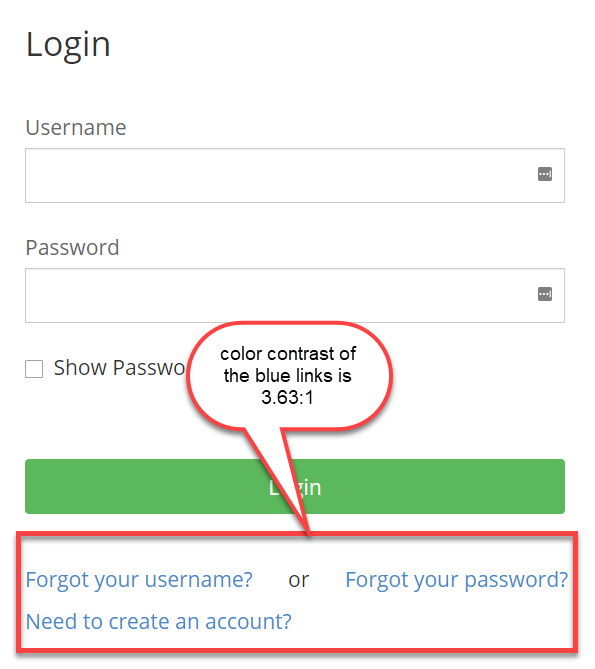 Login
Username
Password
Show Passwo
color contrast of
the blue links is
3.63:1
Forgot your username? or Forgot your password?
Need to create an account?